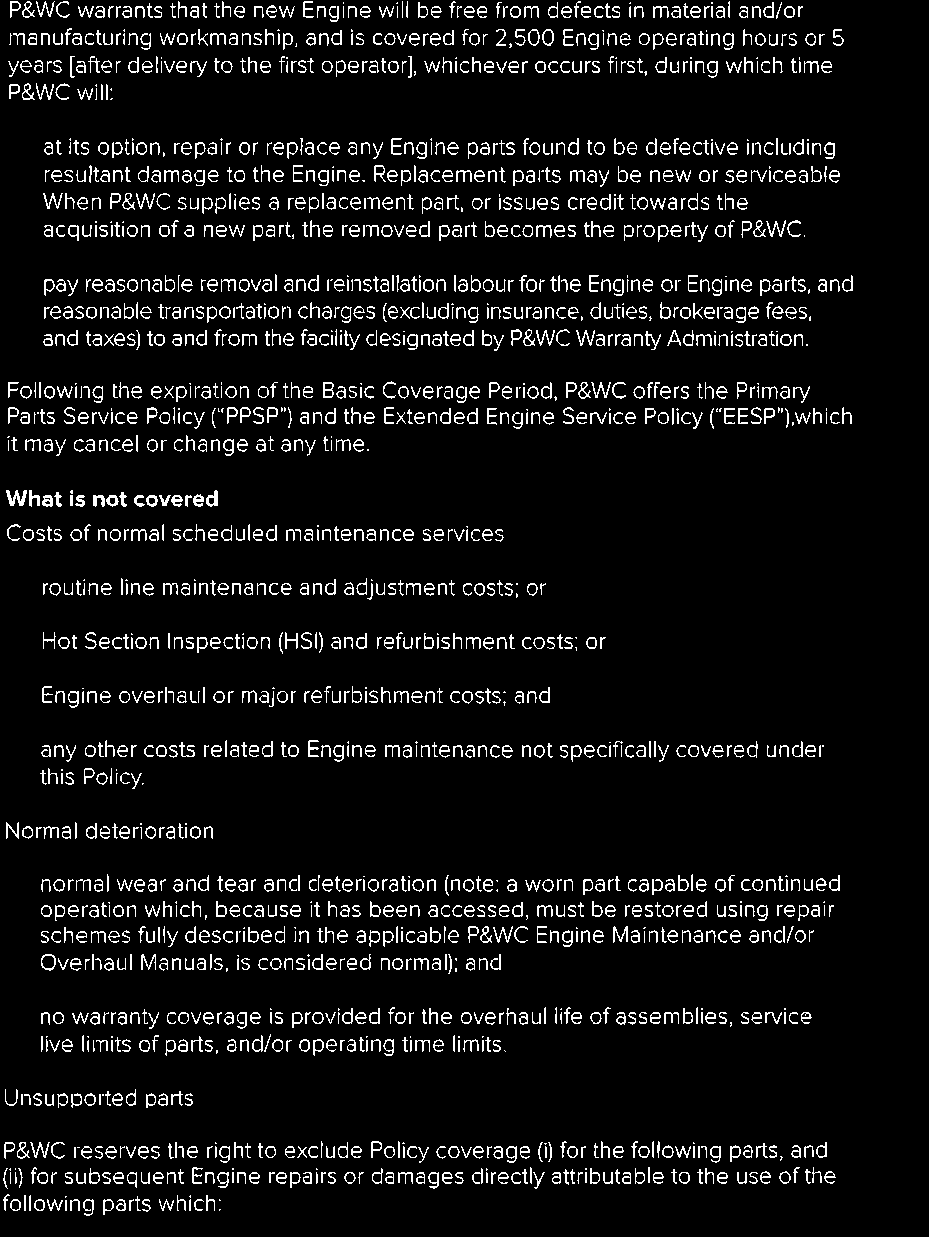 P&WC warrants that the new Engine will be free from defects in material and/or
manufacturing workmanship, and is covered for 2,500 Engine operating hours or 5
years [after delivery to the first operator], whichever occurs first, during which time
P&WC will:
at its option, repair or replace any Engine parts found to be defective including
resultant damage to the Engine. Replacement parts may be new or serviceable
When P&WC supplies a replacement part, or issues credit towards the
acquisition of a new part, the removed part becomes the property of P&WC.
pay reasonable removal and reinstallation labour for the Engine or Engine parts, and
reasonable transportation charges (excluding insurance, duties, brokerage fees,
and taxes) to and from the facility designated by P&WC Warranty Administration.
Following the expiration of the Basic Coverage Period, P&WC offers the Primary
Parts Service Policy ("PPSP") and the Extended Engine Service Policy ("EESP"),which
it may cancel or change at any time.
What is not covered
Costs of normal scheduled maintenance services
routine line maintenance and adjustment costs; or
Hot Section Inspection (HSI) and refurbishment costs; or
Engine overhaul or major refurbishment costs; and
any other costs related to Engine maintenance not specifically covered under
this Policy.
Normal deterioration
normal wear and tear and deterioration (note: a worn part capable of continued
operation which, because it has been accessed, must be restored using repair
schemes fully described in the applicable P&WC Engine Maintenance and/or
Overhaul Manuals, is considered normal); and
no warranty coverage is provided for the overhaul life of assemblies, service
live limits of parts, and/or operating time limits.
Unsupported parts
P&WC reserves the right to exclude Policy coverage (i) for the following parts, and
(ii) for subsequent Engine repairs or damages directly attributable to the use of the
following parts which: